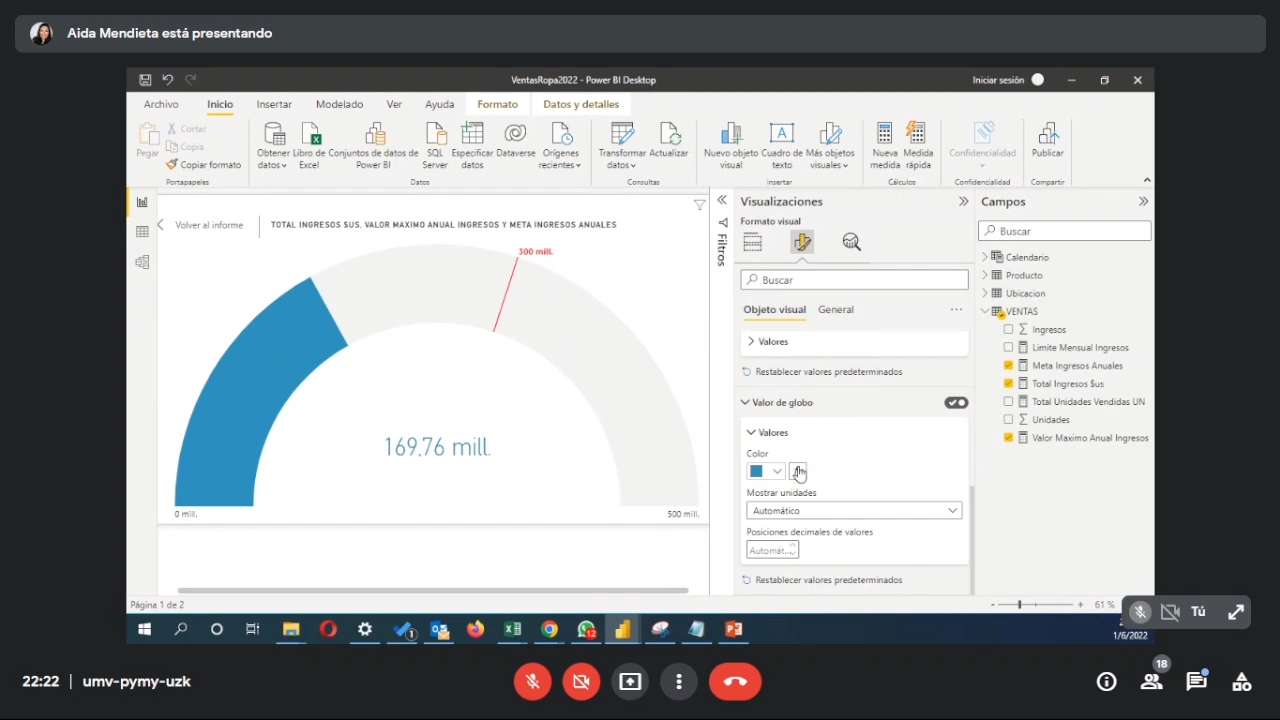 Aida Mendieta está presentando
VentasRopa2022 - Power BI Desktop
Iniciar sesión
Archivo Inicio Insertar Modelado Ver Ayuda Formato Datos y detalles
Pegar
Cortar
Copia
Copiar formato
Portapapeles
Obtener datos
Libro de Excel
Conjuntos de datos de Power BI
SQL Server
Especificar datos
Dataverse
Orígenes recientes
Datos
Transformar datos
Actualizar
Consultas
Nuevo objeto visual
Cuadro de texto
Más objetos visuales
Insertar
Nueva medida
Medida rápida
Cálculos
Confidencialidad
Confidencialidad
Publicar
Compartir
Volver al informe
TOTAL INGRESOS $US, VALOR MAXIMO ANUAL INGRESOS Y META INGRESOS ANUALES
300 mill.
169,76 mill.
0 mill.
500 mill.
Filtros
Visualizaciones
Formato visual
Buscar
Objeto visual General
Valores
Restablecer valores predeterminados
Valor de globo
Valores
Color
Mostrar unidades
Automático
Posiciones decimales de valores
Automát...
Restablecer valores predeterminados
Campos
Buscar
Calendario
Producto
Ubicacion
VENTAS
Ingresos
Limite Mensual Ingresos
Meta Ingresos Anuales
Total Ingresos $us
Total Unidades Vendidas UN
Unidades
Valor Maximo Anual Ingresos
Página 1 de 2
- + 61 %
Tú
1
12
1/6/2022
22:22 | umv-pymy-uzk
18